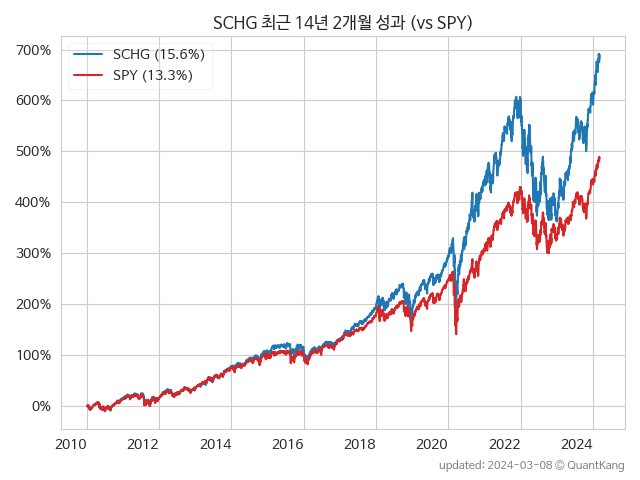 SCHG 최근 14년 2개월 성과 (vs SPY)
SCHG (15.6%)
SPY (13.3%)
700%
600%
500%
400%
300%
200%
100%
0%
2010 2012 2014 2016 2018 2020 2022 2024
updated: 2024-03-08 © QuantKang